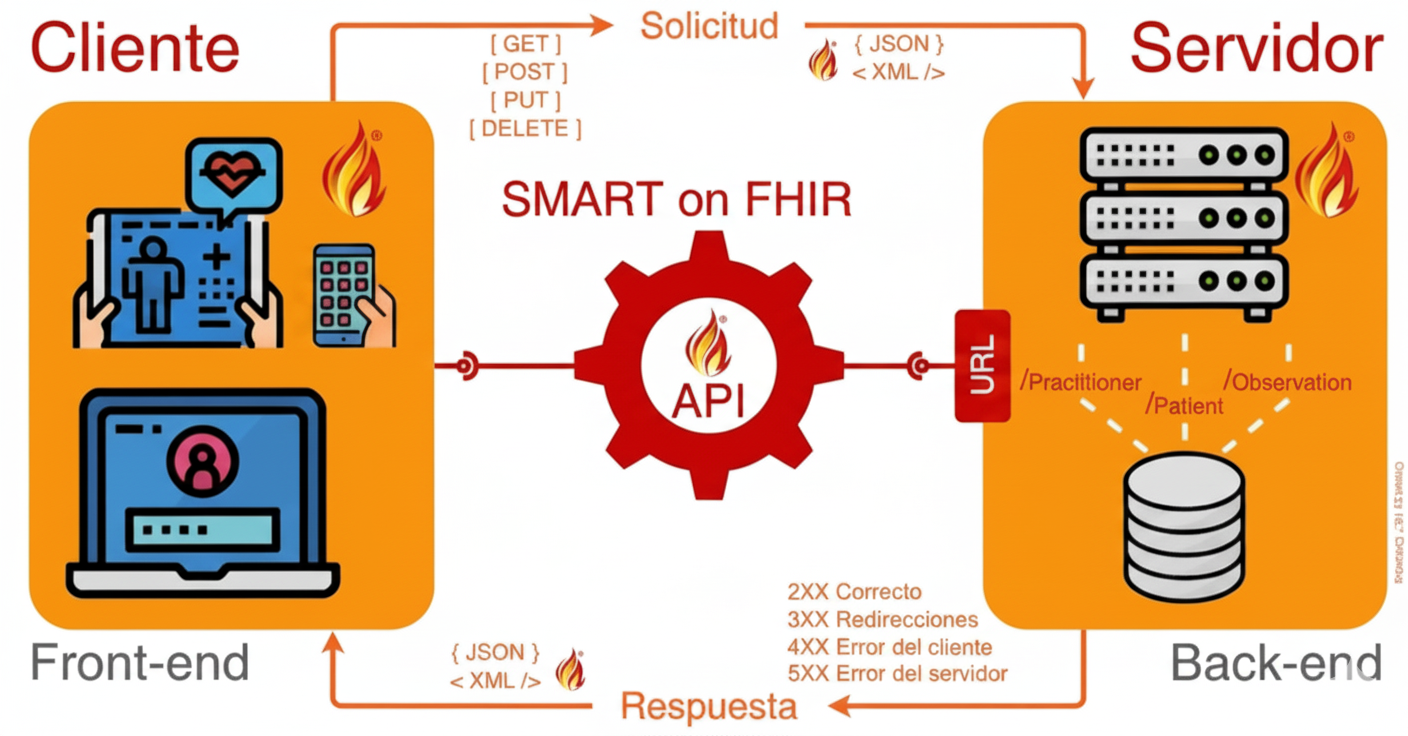 Cliente
Solicitud
Servidor
[ GET ]
[ POST ]
[ PUT ]
[ DELETE ]
{ JSON }
< XML />
SMART on FHIR
API
URL
/Practitioner
/Patient
/Observation
2XX Correcto
3XX Redirecciones
4XX Error del cliente
5XX Error del servidor
Front-end
{ JSON }
< XML />
Respuesta
Back-end